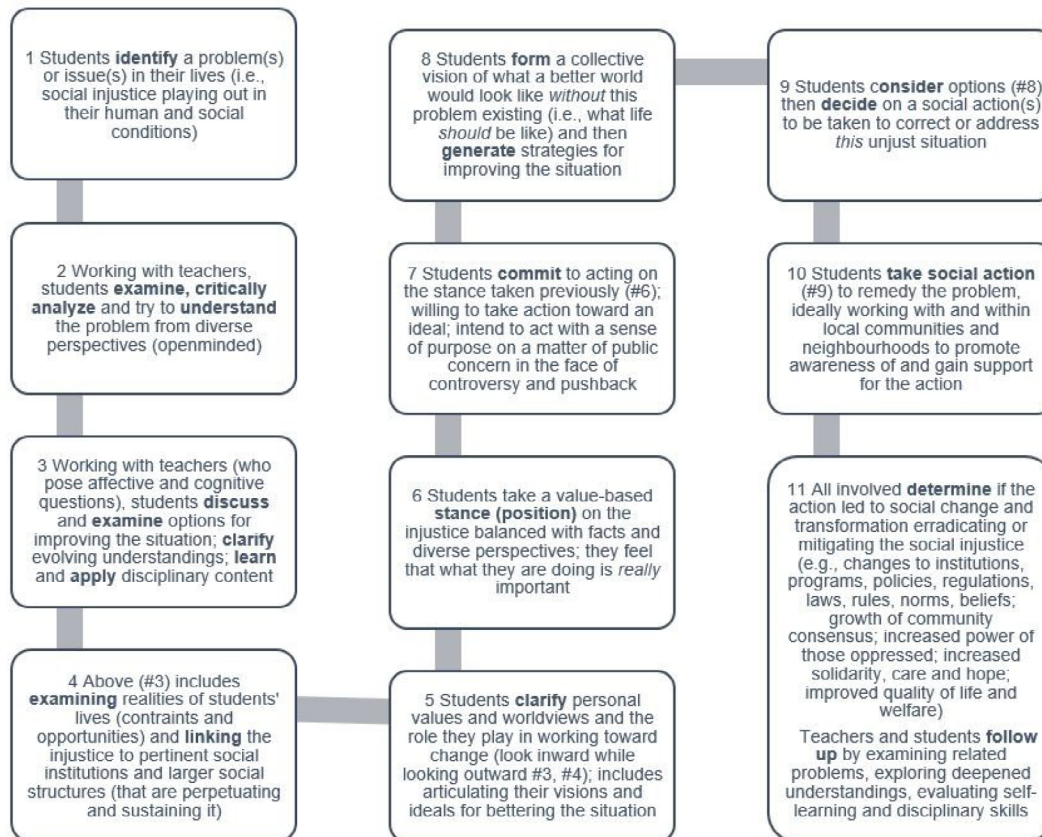 1 Students identify a problem(s)
or issue(s) in their lives (i.e.,
social injustice playing out in
their human and social
conditions)
2 Working with teachers,
students examine, critically
analyze and try to understand
the problem from diverse
perspectives (openminded)
3 Working with teachers (who
pose affective and cognitive
questions), students discuss
and examine options for
improving the situation; clarify
evolving understandings; learn
and apply disciplinary content
4 Above (#3) includes
examining realities of students'
lives (contraints and
opportunities) and linking the
injustice to pertinent social
institutions and larger social
structures (that are perpetuating
and sustaining it)
5 Students clarify personal
values and worldviews and the
role they play in working toward
change (look inward while
looking outward #3, #4); includes
articulating their visions and
ideals for bettering the situation
6 Students take a value-based
stance (position) on the
injustice balanced with facts
and diverse perspectives; they feel
that what they are doing is really
important
7 Students commit to acting on
the stance taken previously (#6);
willing to take action toward an
ideal; intend to act with a sense
of purpose on a matter of public
concern in the face of
controversy and pushback
8 Students form a collective
vision of what a better world
would look like without this
problem existing (i.e., what life
should be like) and then
generate strategies for
improving the situation
9 Students consider options (#8)
then decide on a social action(s)
to be taken to correct or address
this unjust situation
10 Students take social action
(#9) to remedy the problem,
ideally working with and within
local communities and
neighbourhoods to promote
awareness of and gain support
for the action
11 All involved determine if the
action led to social change and
transformation erradicating or
mitigating the social injustice
(e.g., changes to institutions,
programs, policies, regulations,
laws, rules, norms, beliefs;
growth of community
consensus; increased power of
those oppressed; increased
solidarity, care and hope;
improved quality of life and
welfare)
Teachers and students follow
up by examining related
problems, exploring deepened
understandings, evaluating self-
learning and disciplinary skills